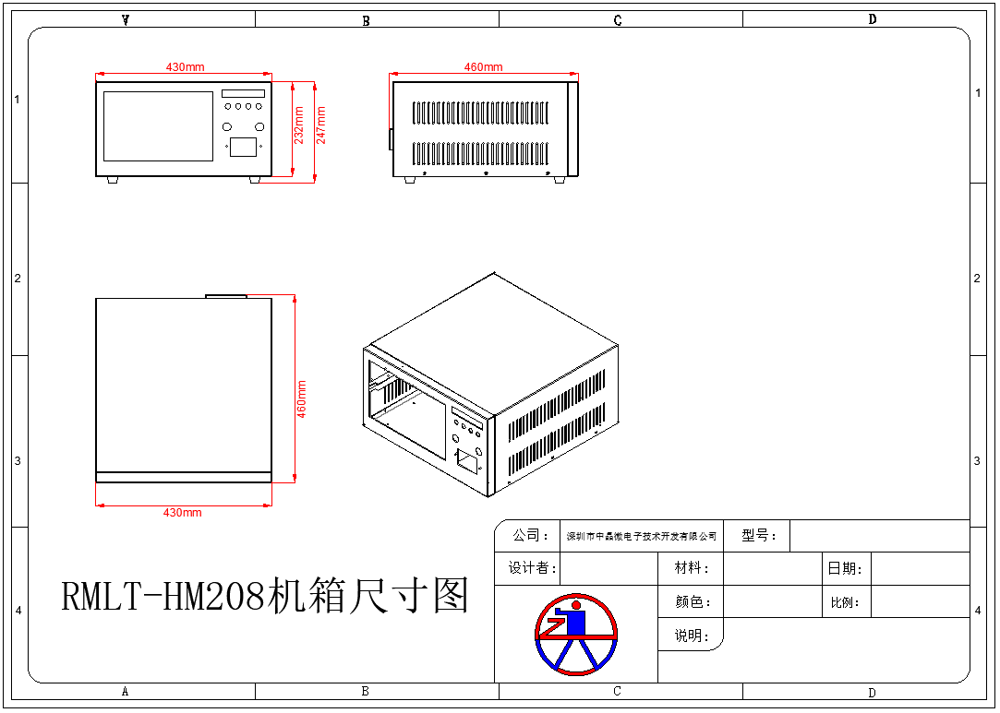 A B C D
430mm 460mm
1 1
232mm 247mm
2 2
460mm
3 3
430mm
公司： 深圳市中晶微电子技术开发有限公司 型号：
设计者： 材料： 日期：
RMLT-HM208机箱尺寸图
颜色： 比例：
4 4
说明：
A B C D